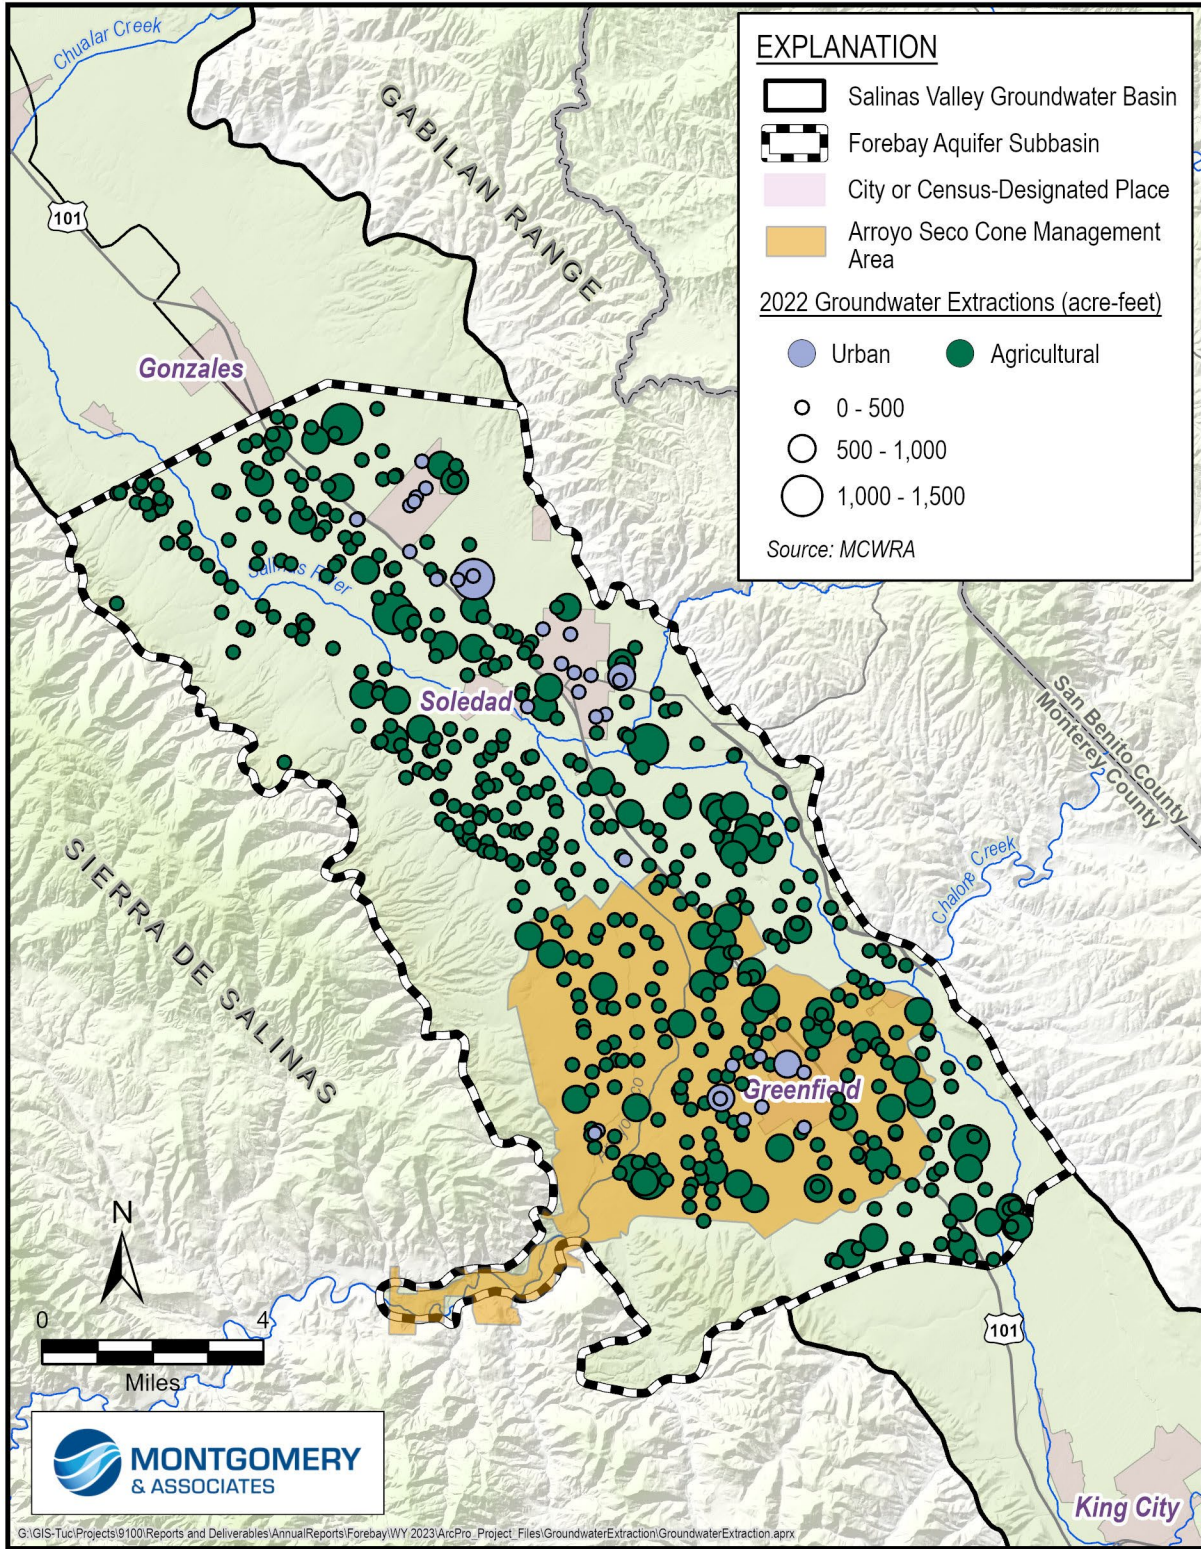 EXPLANATION
Salinas Valley Groundwater Basin
Forebay Aquifer Subbasin
City or Census-Designated Place
Arroyo Seco Cone Management
Area
2022 Groundwater Extractions (acre-feet)
Urban
Agricultural
0 - 500
500 - 1,000
1,000 - 1,500
Source: MCWRA
Chualar Creek
GABILAN RANGE
101
Gonzales
Salinas River
Soledad
San Benito County
Monterey County
SIERRA DE SALINAS
Chalone Creek
Greenfield
N
0
4
Miles
101
MONTGOMERY
& ASSOCIATES
King City
G:\GIS-Tuc\Projects\9100\Reports and Deliverables\AnnualReports\Forebay\WY 2023\ArcPro_Project_Files\GroundwaterExtraction\GroundwaterExtraction.aprx